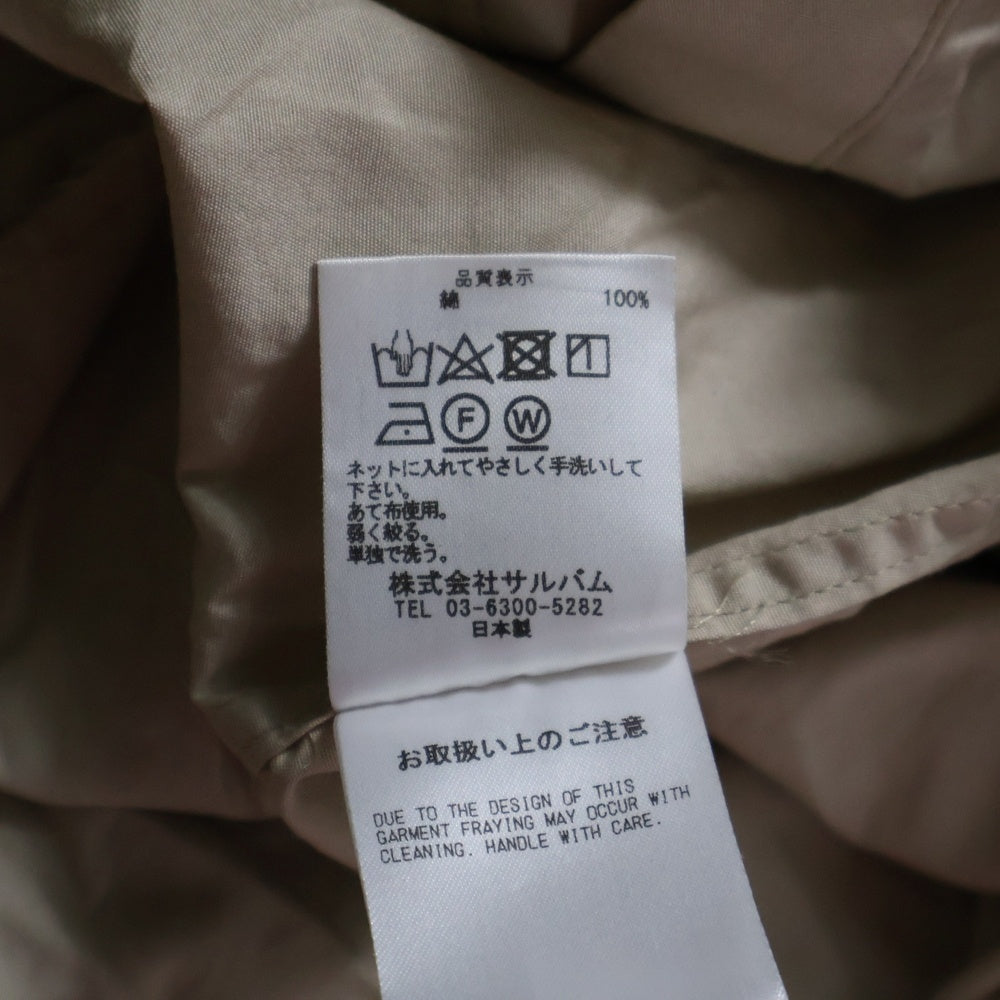 品質表示
綿 100%
F W
ネットに入れてやさしく手洗いして
下さい。
あて布使用。
弱く絞る。
単独で洗う。
株式会社サルバム
TEL 03-6300-5282
日本製
お取扱い上のご注意
DUE TO THE DESIGN OF THIS
GARMENT FRAYING MAY OCCUR WITH
CLEANING. HANDLE WITH CARE.